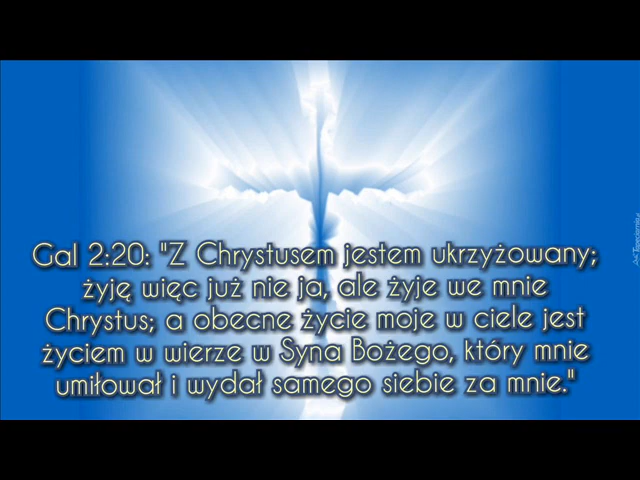 Gal 2:20: "Z Chrystusem jestem ukrzyżowany;
żyję więc już nie ja, ale żyje we mnie
Chrystus; a obecne życie moje w ciele jest
życiem w wierze w Syna Bożego, który mnie
umiłował i wydał samego siebie za mnie."